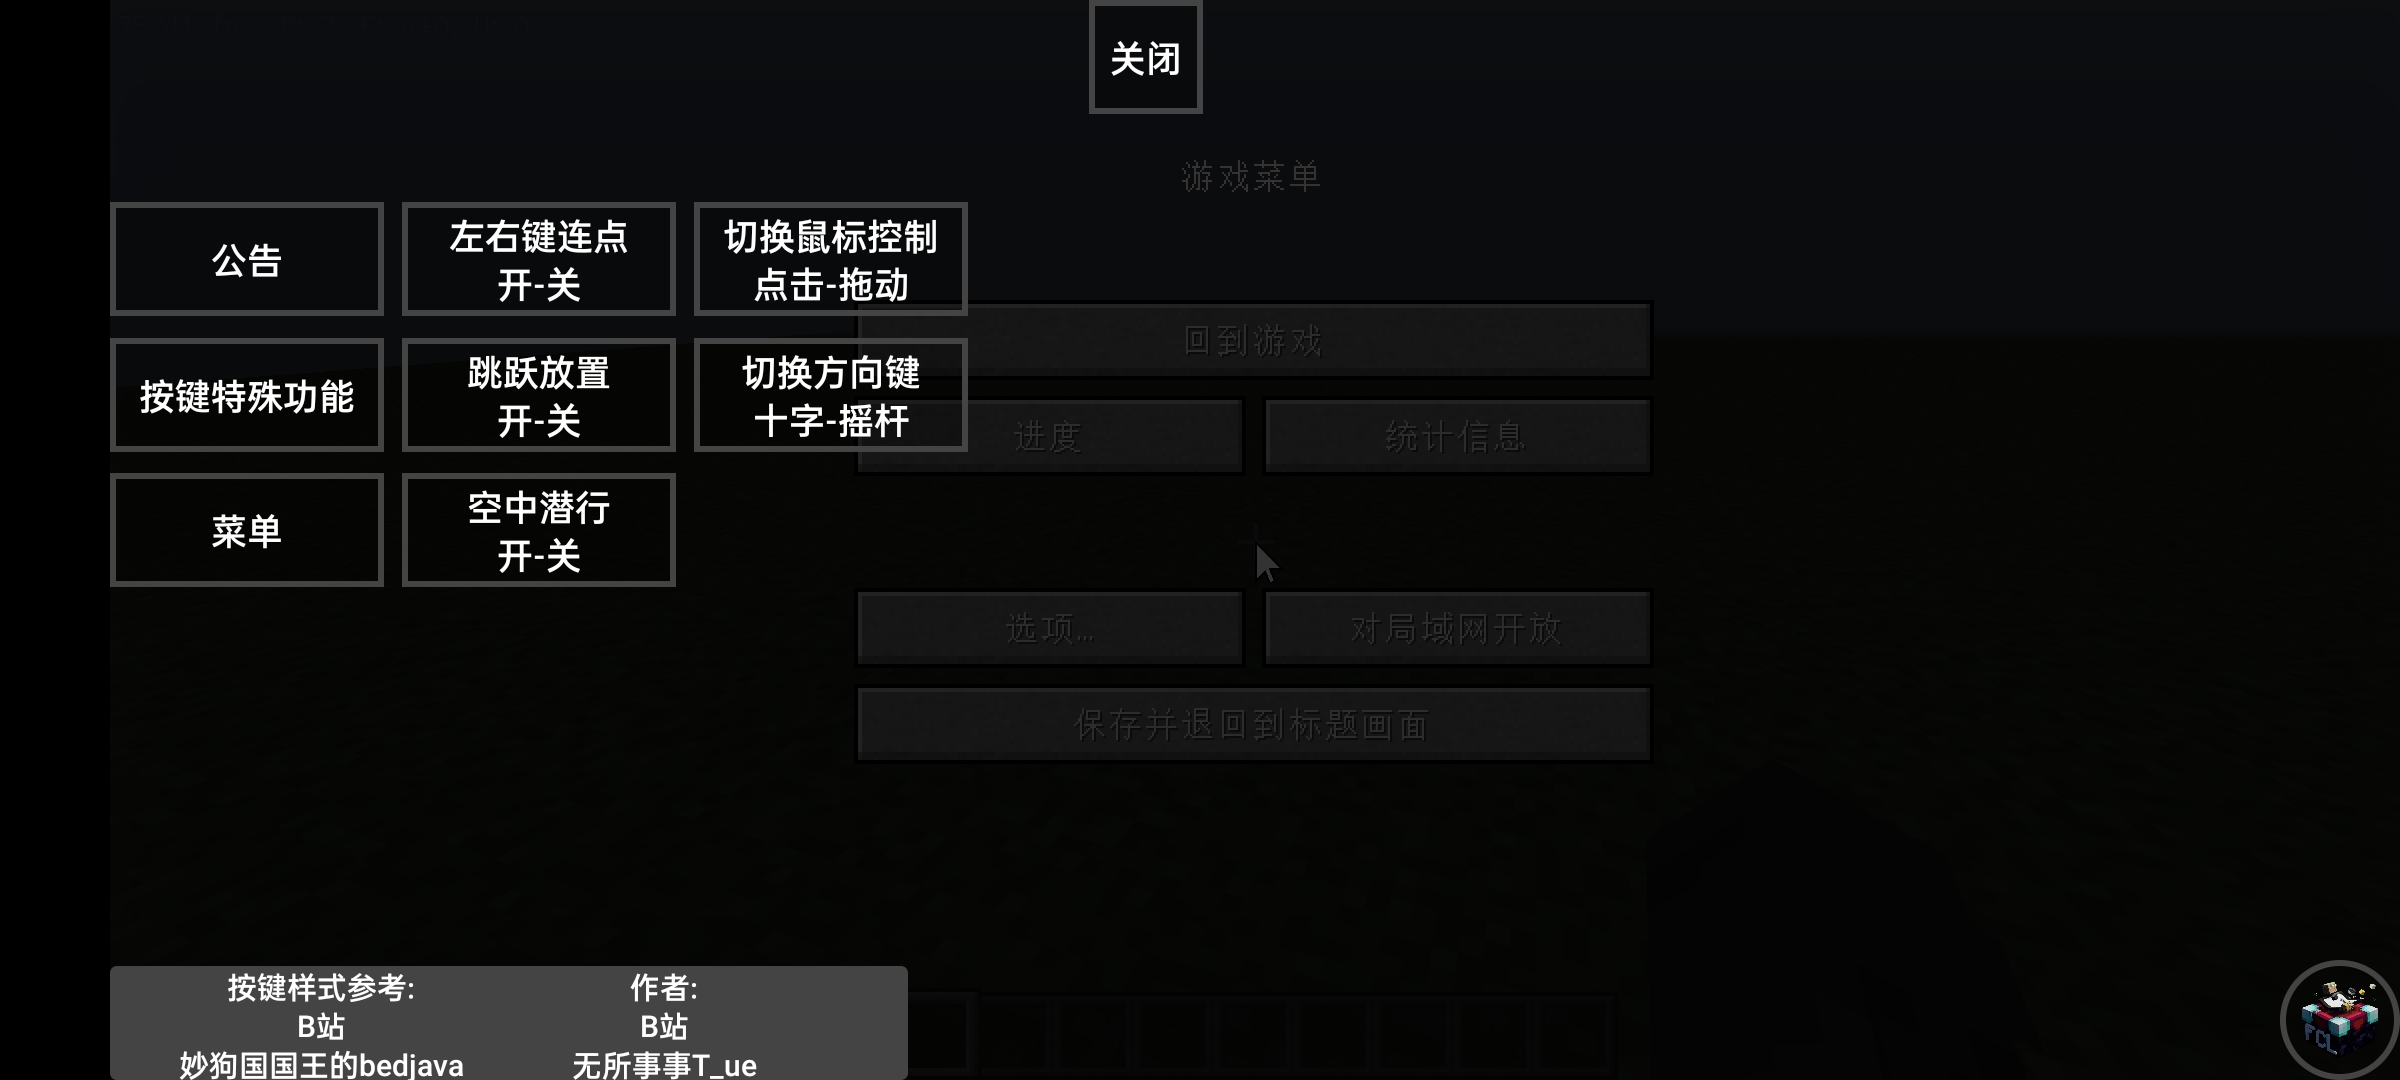 关闭
游戏菜单
公告
左右键连点
开-关
切换鼠标控制
点击-拖动
回到游戏
按键特殊功能
跳跃放置
开-关
切换方向键
十字-摇杆
进度
统计信息
菜单
空中潜行
开-关
选项...
对局域网开放
保存并退回到标题画面
按键样式参考:
B站
妙狗国国王的bedjava
作者:
B站
无所事事T_ue
FCL